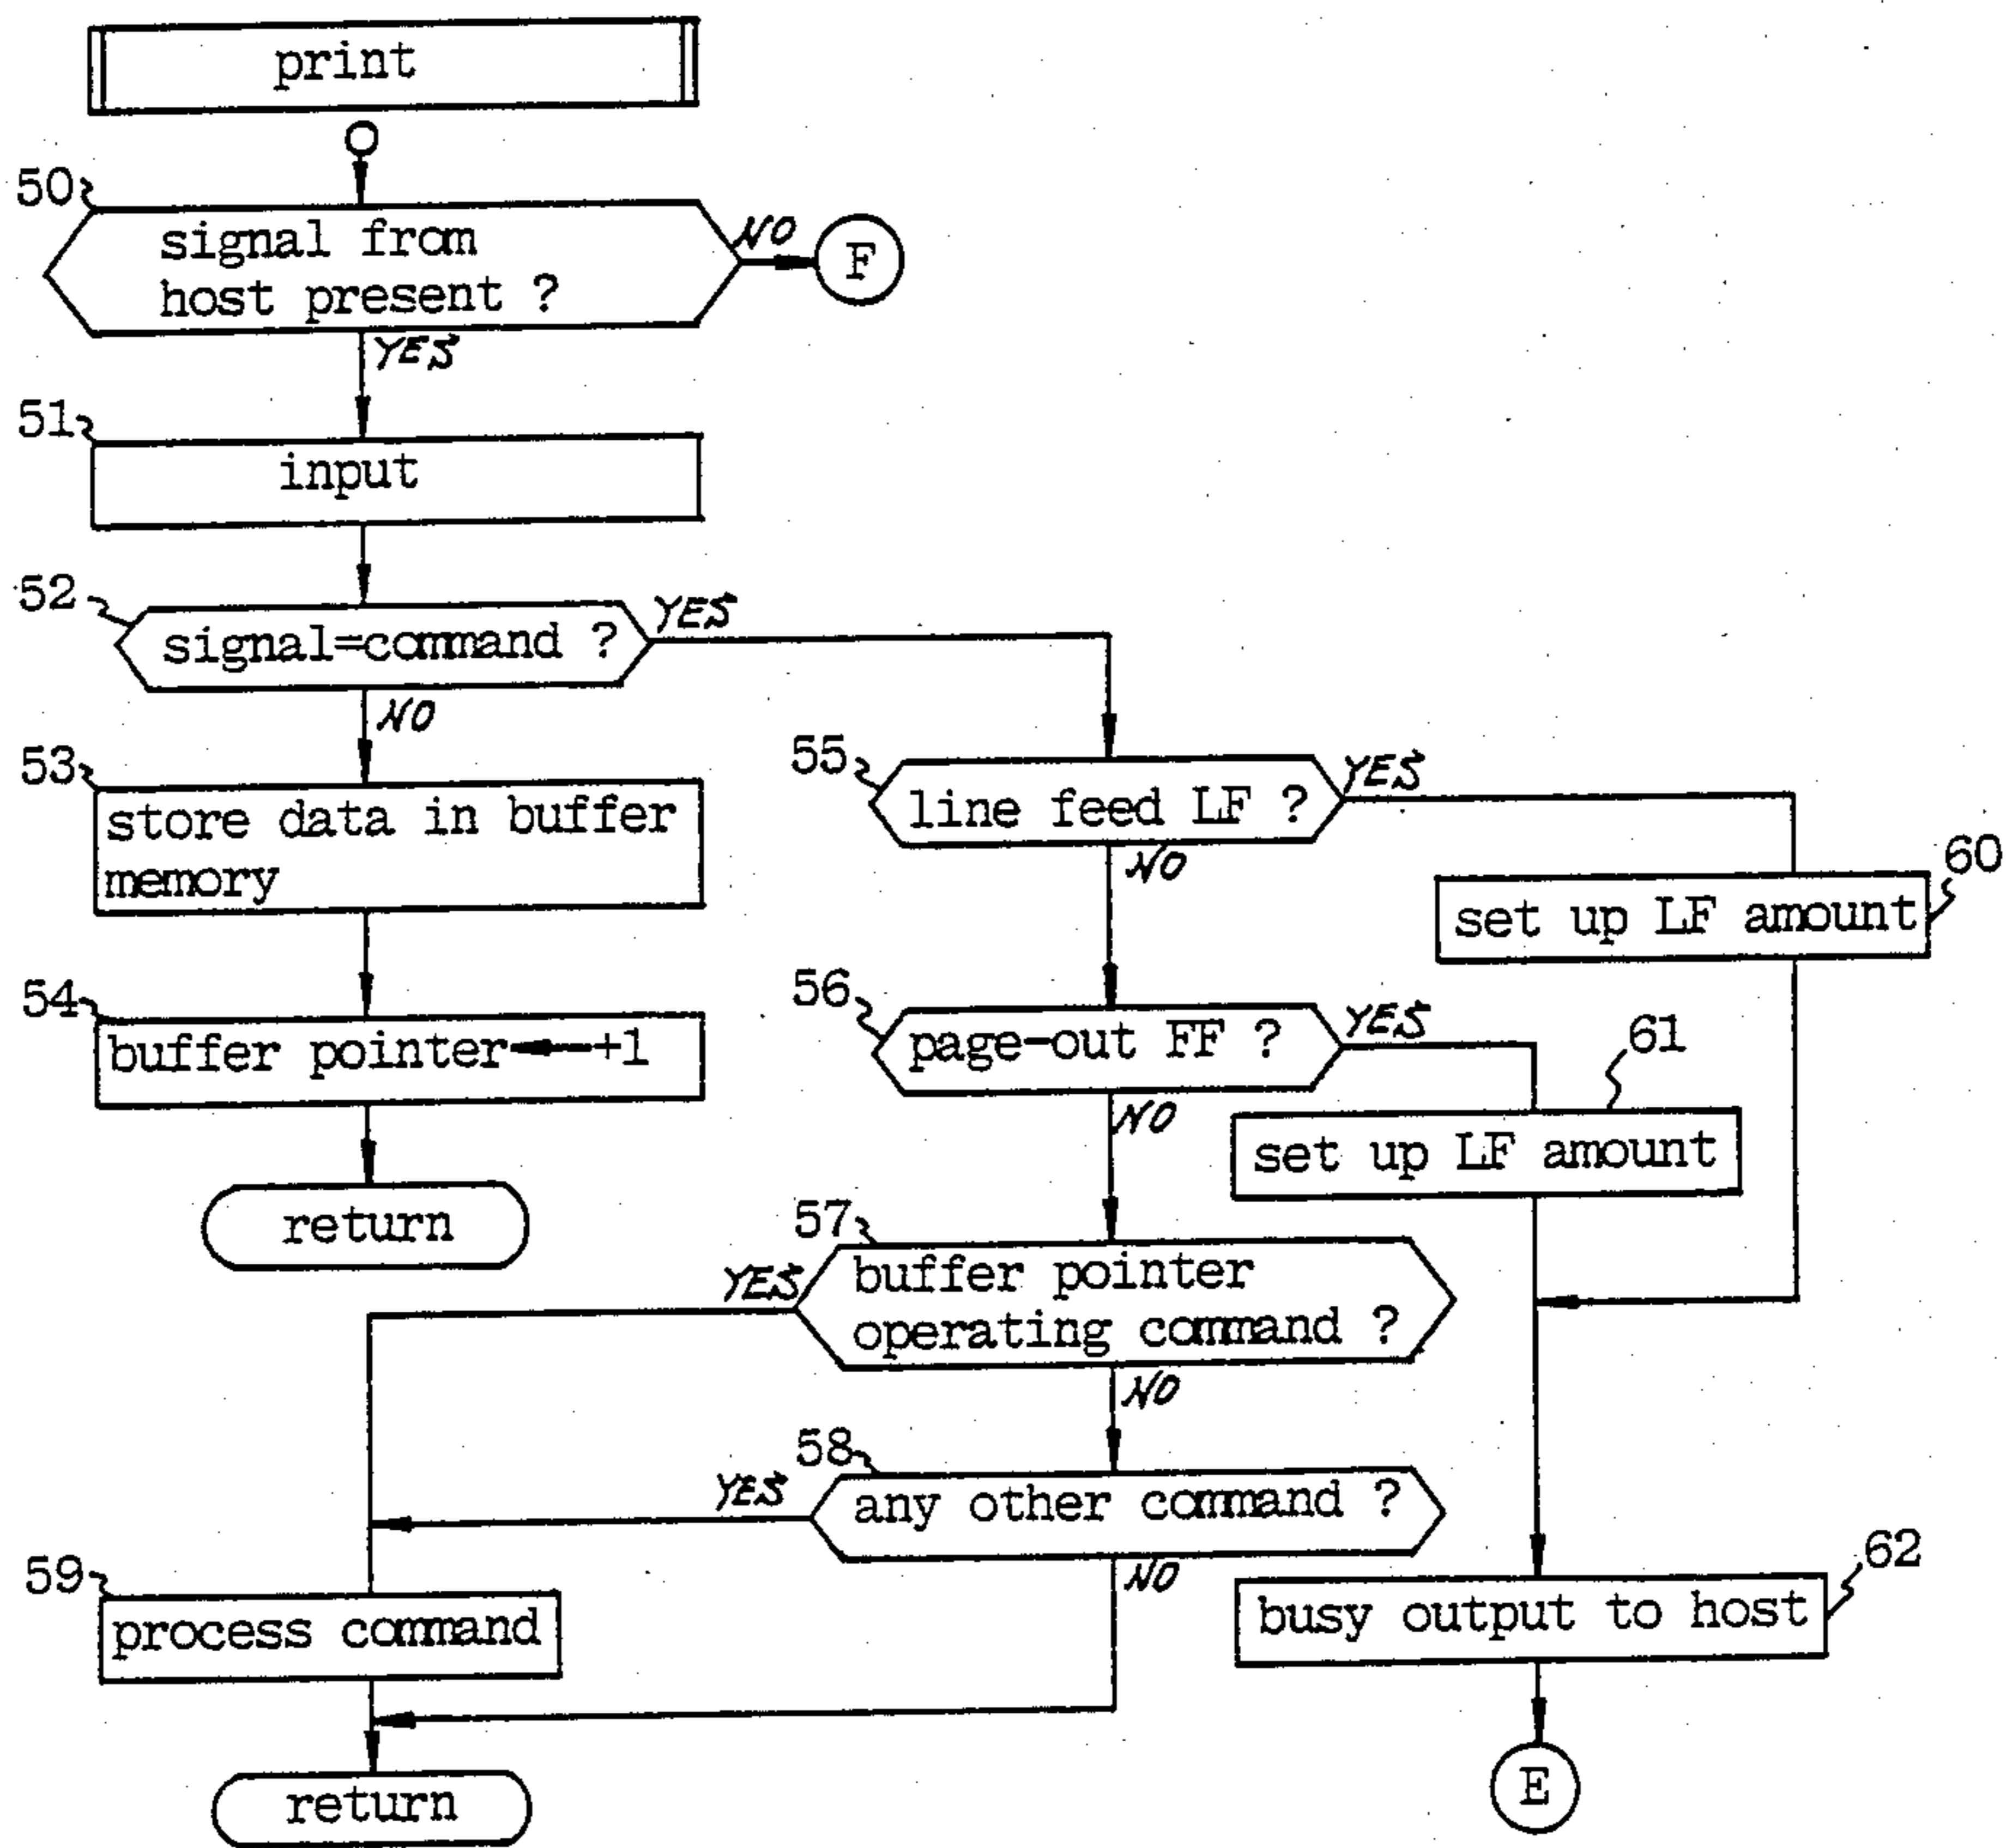 print
50
signal from
host present ?
NO
F
YES
51
input
52
signal=command ?
YES
NO
53
store data in buffer
memory
54
buffer pointer←+1
return
55
line feed LF ?
YES
NO
60
set up LF amount
56
page-out FF ?
YES
NO
61
set up LF amount
57
buffer pointer
operating command ?
YES
NO
58
any other command ?
YES
NO
59
process command
return
62
busy output to host
E